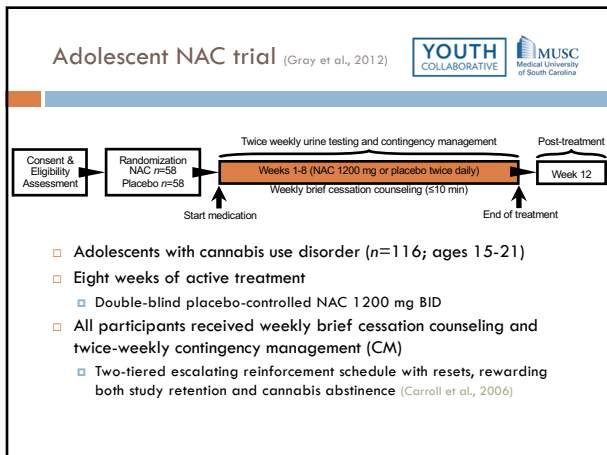 Adolescent NAC trial (Gray et al., 2012)
YOUTH
COLLABORATIVE
MUSC
Medical University
of South Carolina
Twice weekly urine testing and contingency management
Post-treatment
Consent &
Eligibility
Assessment
Randomization
NAC n=58
Placebo n=58
Weeks 1-8 (NAC 1200 mg or placebo twice daily)
Week 12
Weekly brief cessation counseling (≤10 min)
Start medication
End of treatment
Adolescents with cannabis use disorder (n=116; ages 15-21)
Eight weeks of active treatment
Double-blind placebo-controlled NAC 1200 mg BID
All participants received weekly brief cessation counseling and
twice-weekly contingency management (CM)
Two-tiered escalating reinforcement schedule with resets, rewarding
both study retention and cannabis abstinence (Carroll et al., 2006)